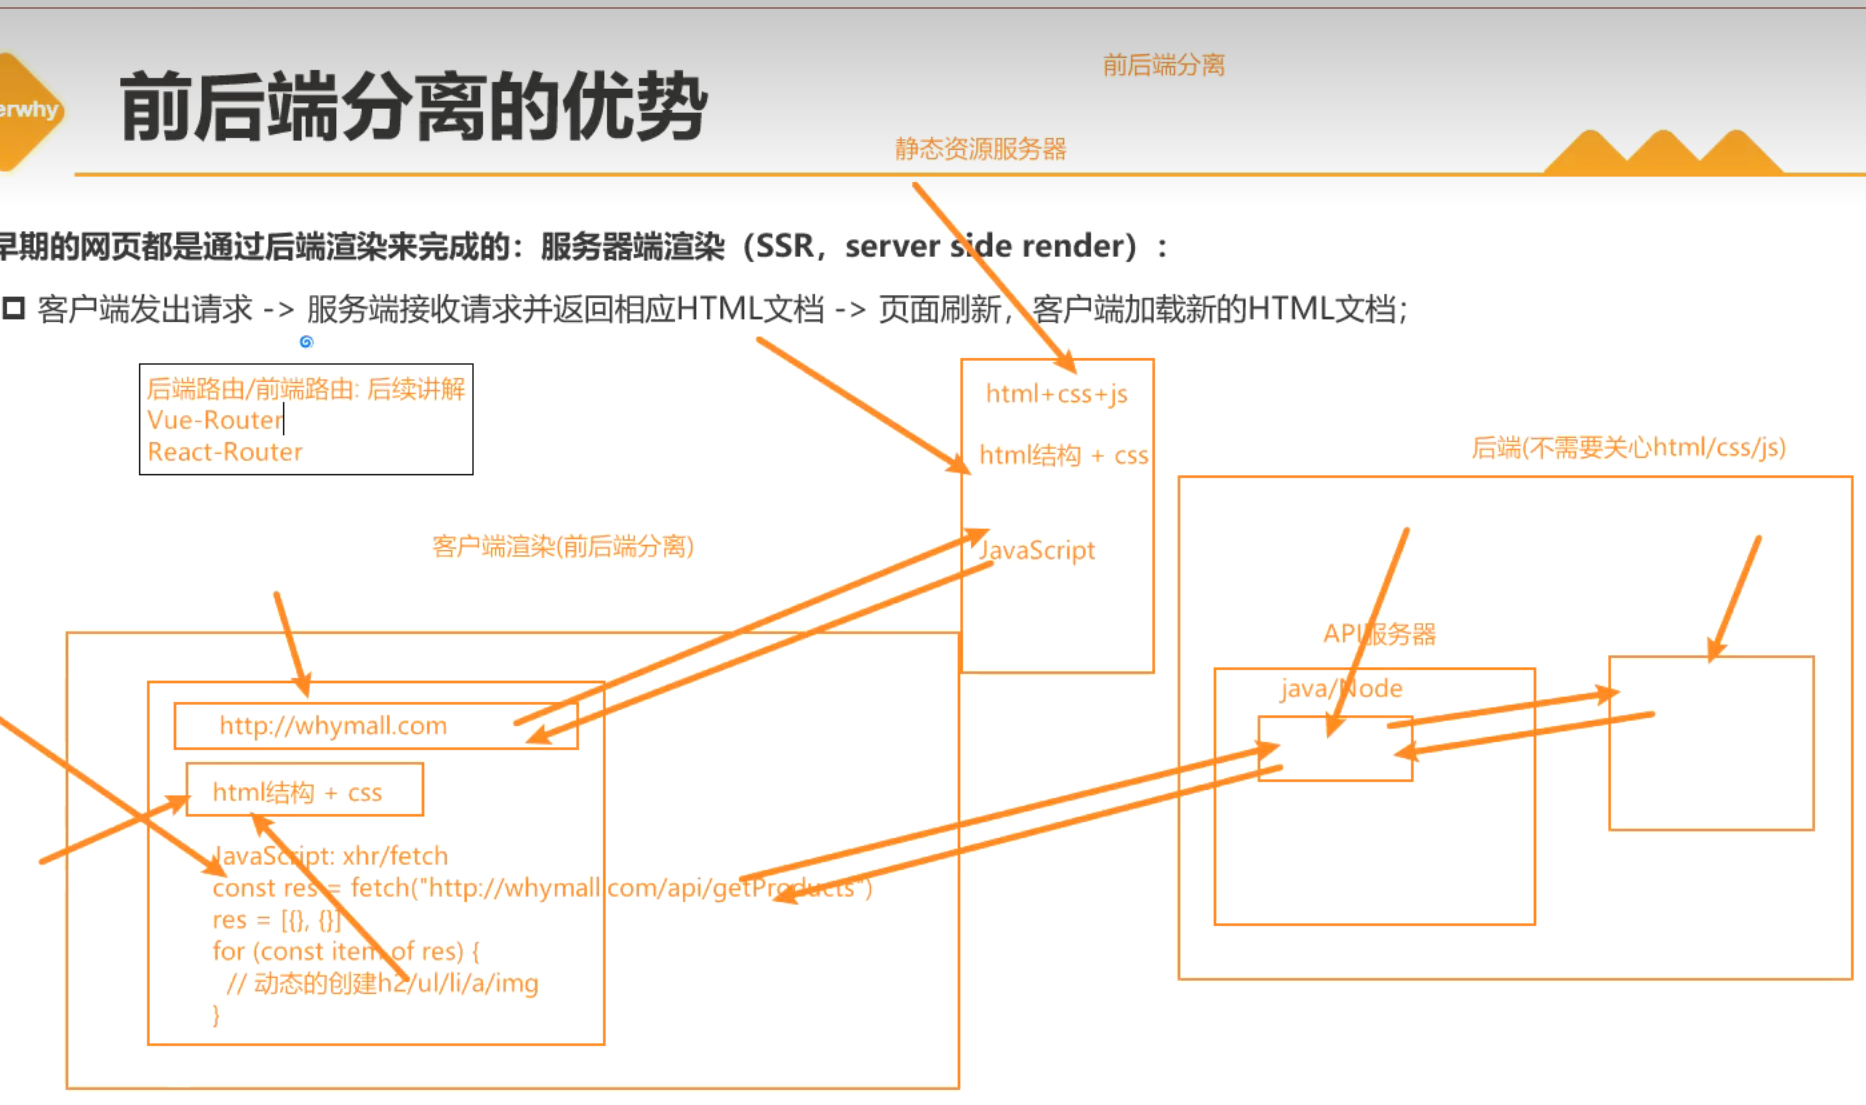 前后端分离
erwhy
前后端分离的优势
静态资源服务器
早期的网页都是通过后端渲染来完成的：服务器端渲染（SSR，server side render）：
客户端发出请求 -> 服务端接收请求并返回相应HTML文档 -> 页面刷新，客户端加载新的HTML文档；
后端路由/前端路由: 后续讲解
Vue-Router
React-Router
html+css+js
html结构 + css
JavaScript
后端(不需要关心html/css/js)
客户端渲染(前后端分离)
API服务器
java/Node
http://whymall.com
html结构 + css
JavaScript: xhr/fetch
const res = fetch("http://whymall.com/api/getProducts")
res = [{}, {}]
for (const item of res) {
// 动态的创建h2/ul/li/a/img
}